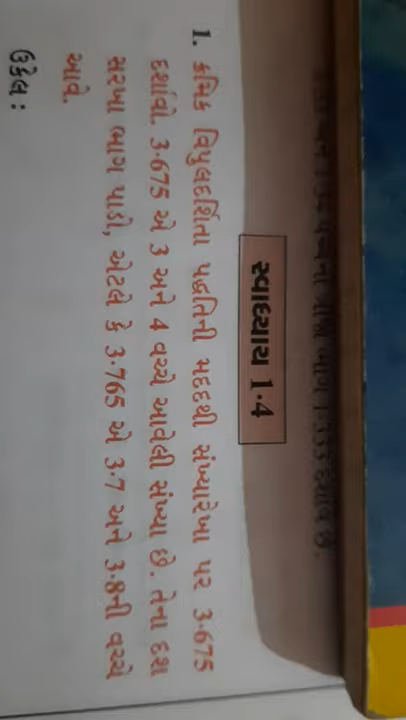 સ્વાધ્યાય 1.4
1. ક્રમિક વિપુલદર્શિતા પદ્ધતિની મદદથી સંખ્યારેખા પર 3.675
દર્શાવો. 3.675 એ 3 અને 4 વચ્ચે આવેલી સંખ્યા છે. તેના દશ
સરખા ભાગ પાડો, એટલે કે 3.765 એ 3.7 અને 3.8ની વચ્ચે
આવે.
ઉકેલ :